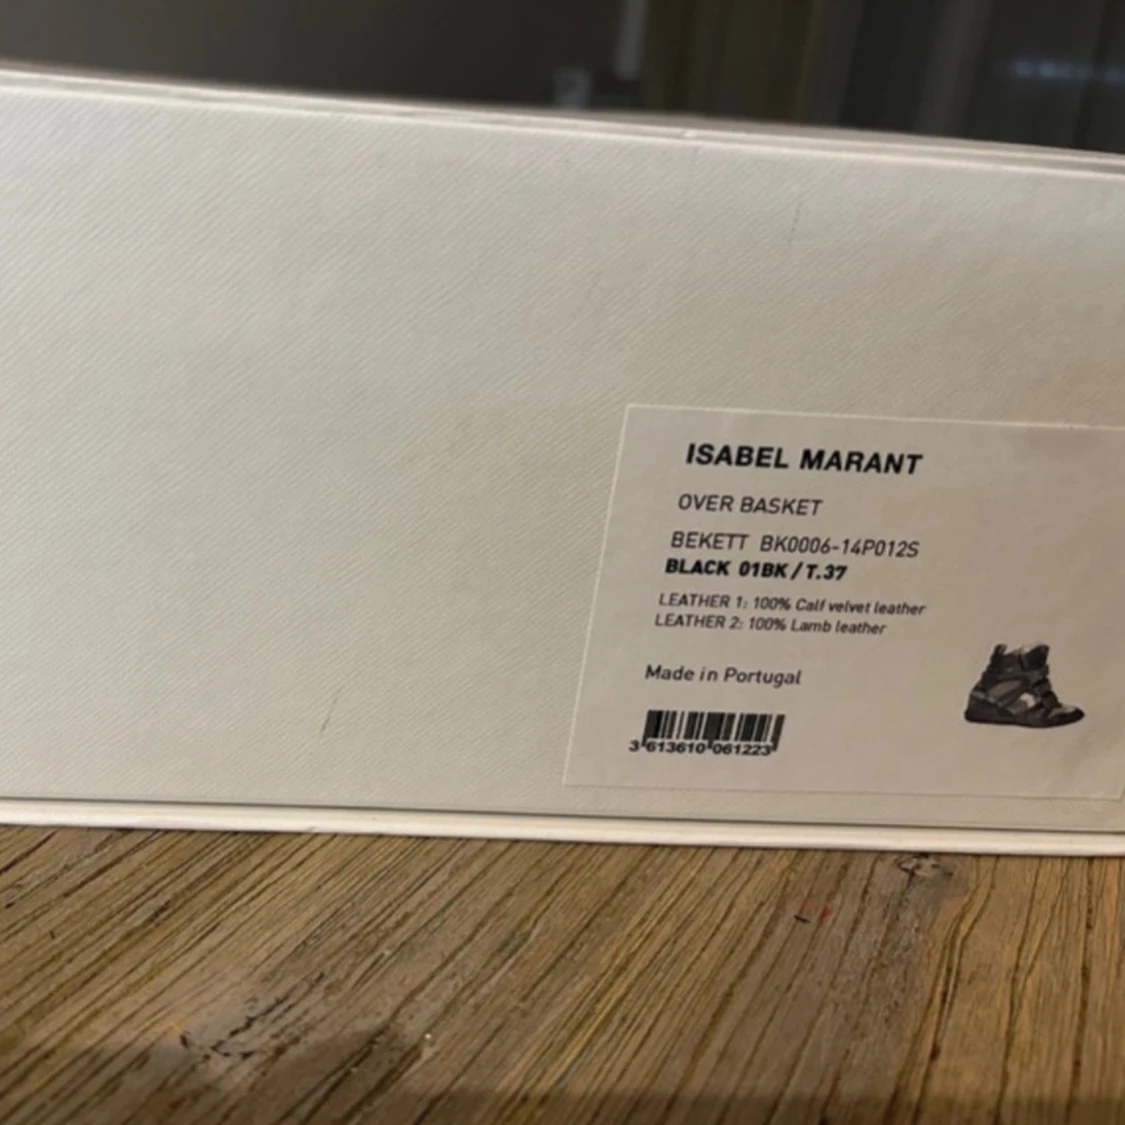 ISABEL MARANT
OVER BASKET
BEKETT BK0006-14P012S
BLACK 01BK / T.37
LEATHER 1: 100% Calf velvet leather
LEATHER 2: 100% Lamb leather
Made in Portugal
3 613610 061223